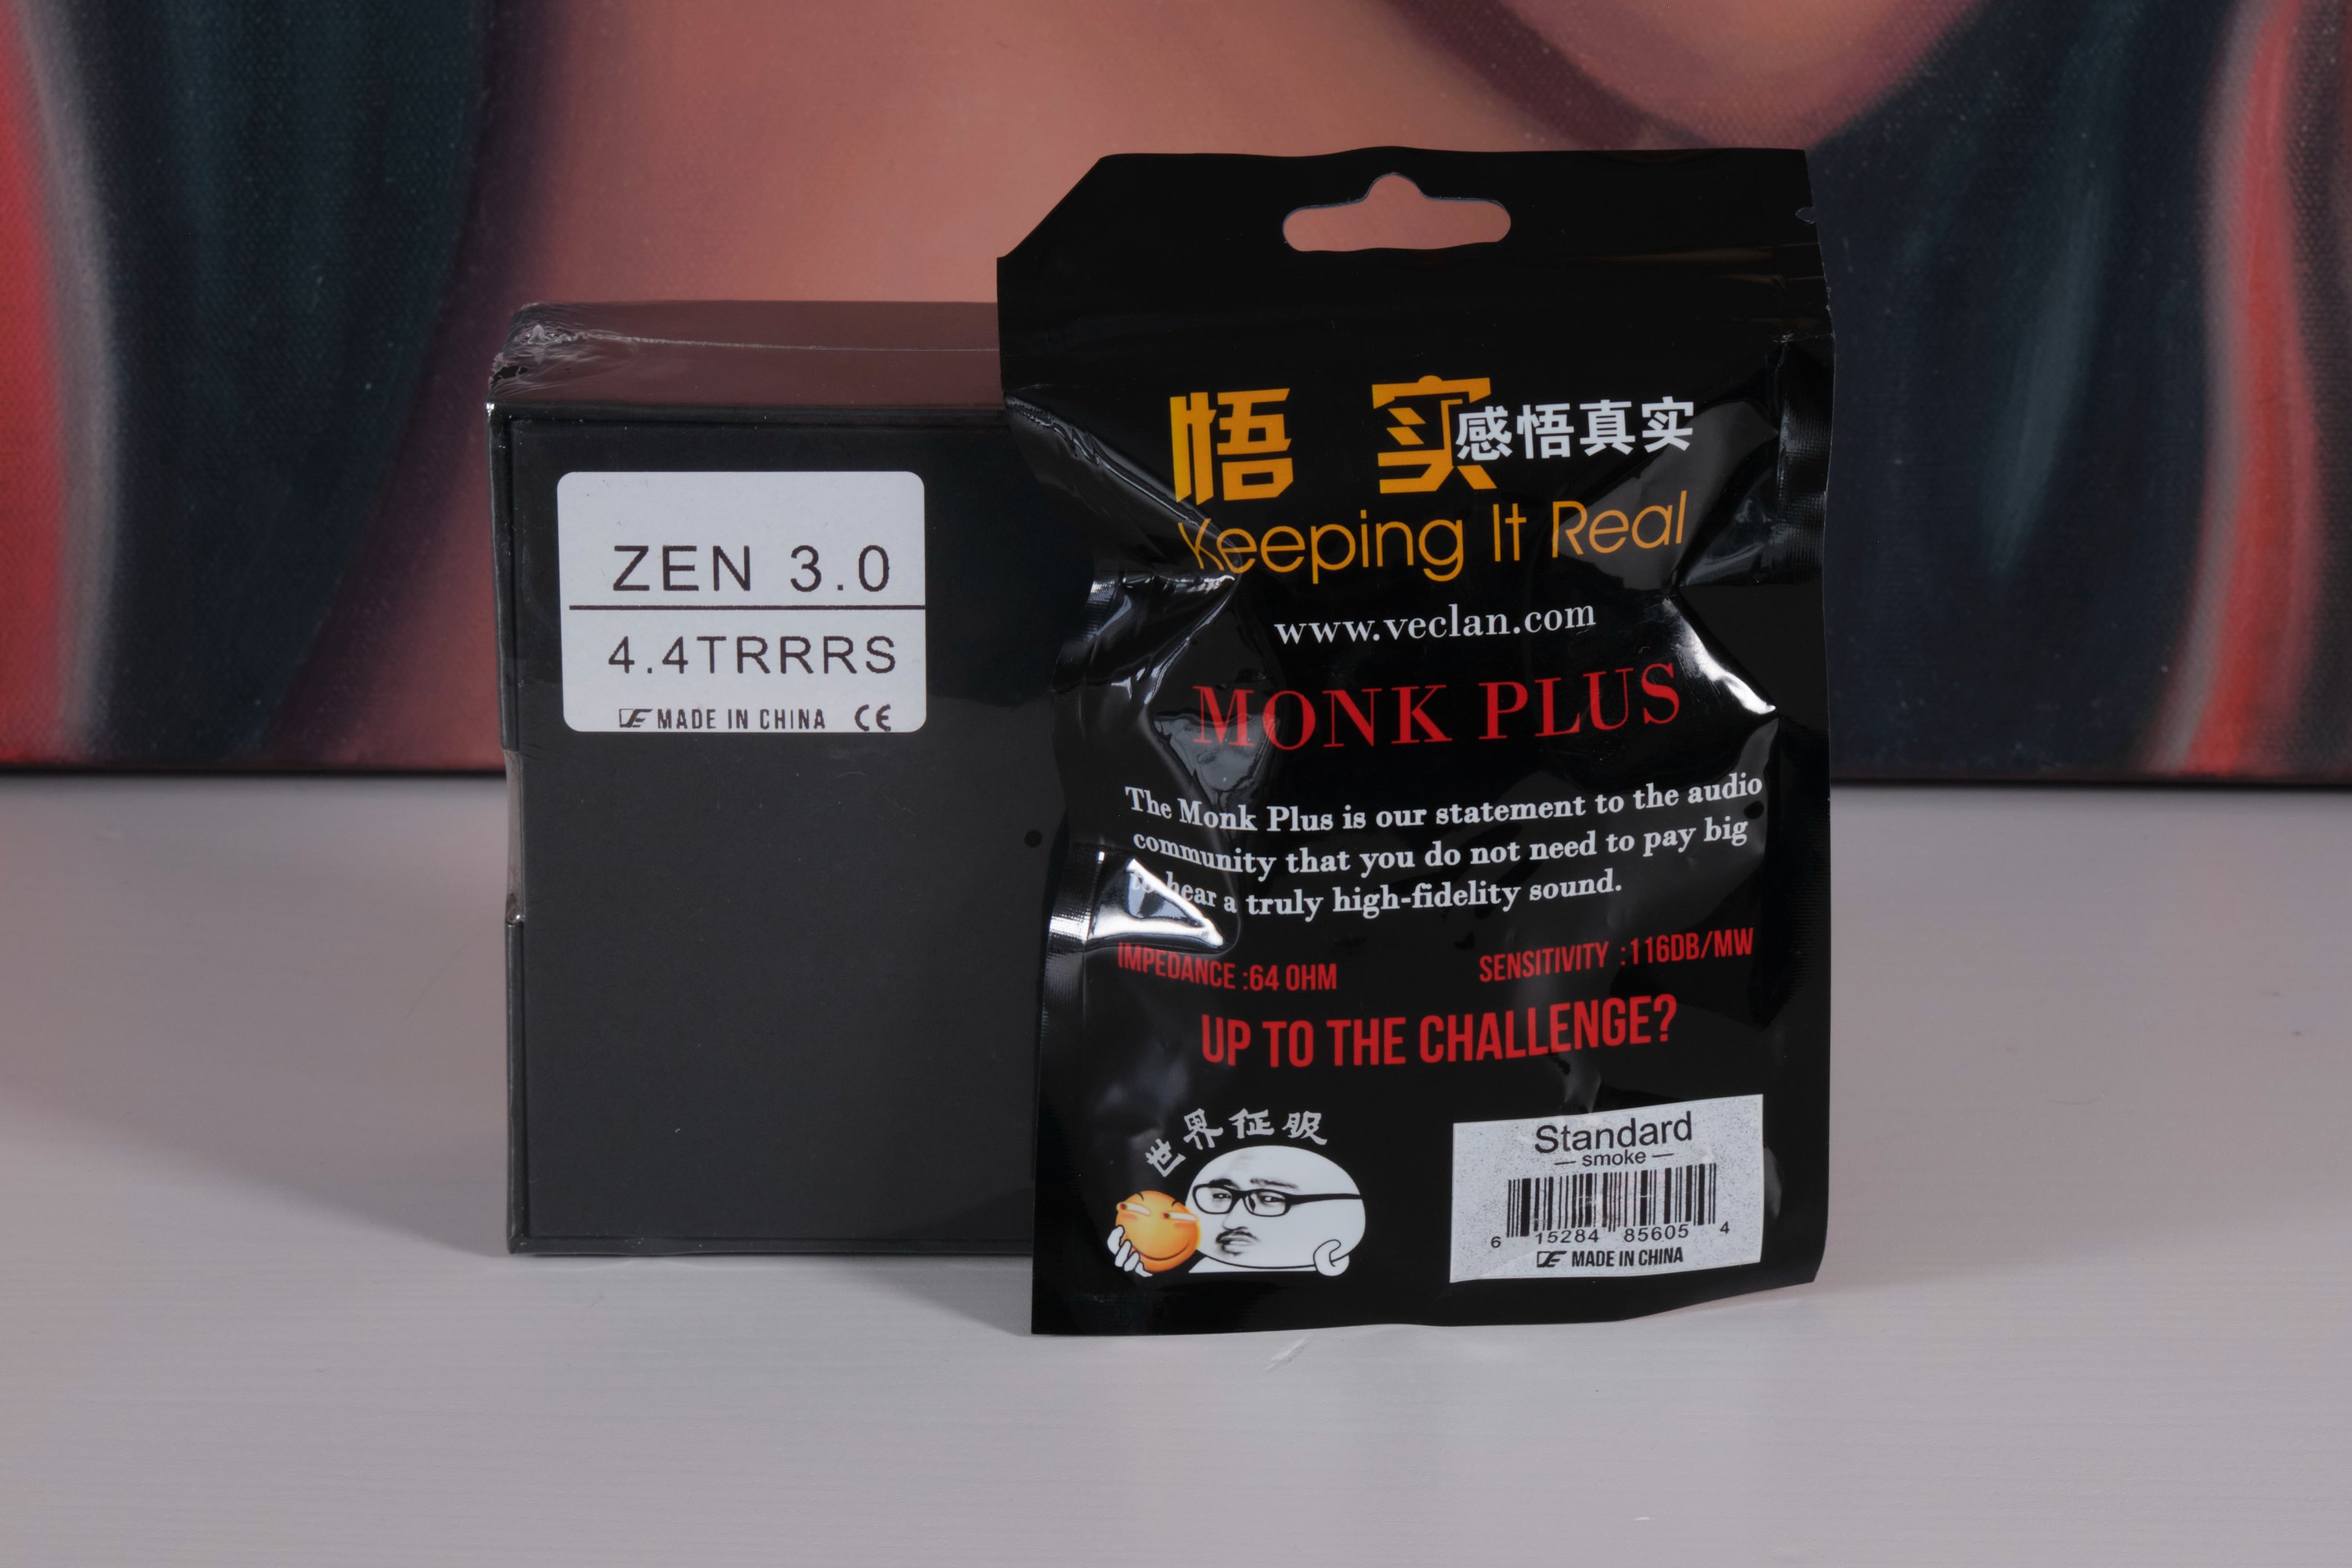 ZEN 3.0
4.4TRRRS
VE MADE IN CHINA CE
悟 实
感悟真实
Keeping It Real
www.veclan.com
MONK PLUS
The Monk Plus is our statement to the audio
community that you do not need to pay big
to hear a truly high-fidelity sound.
IMPEDANCE :64 OHM
SENSITIVITY :116DB/MW
UP TO THE CHALLENGE?
世界征服
Standard
— smoke —
6 15284 85605 4
VE MADE IN CHINA